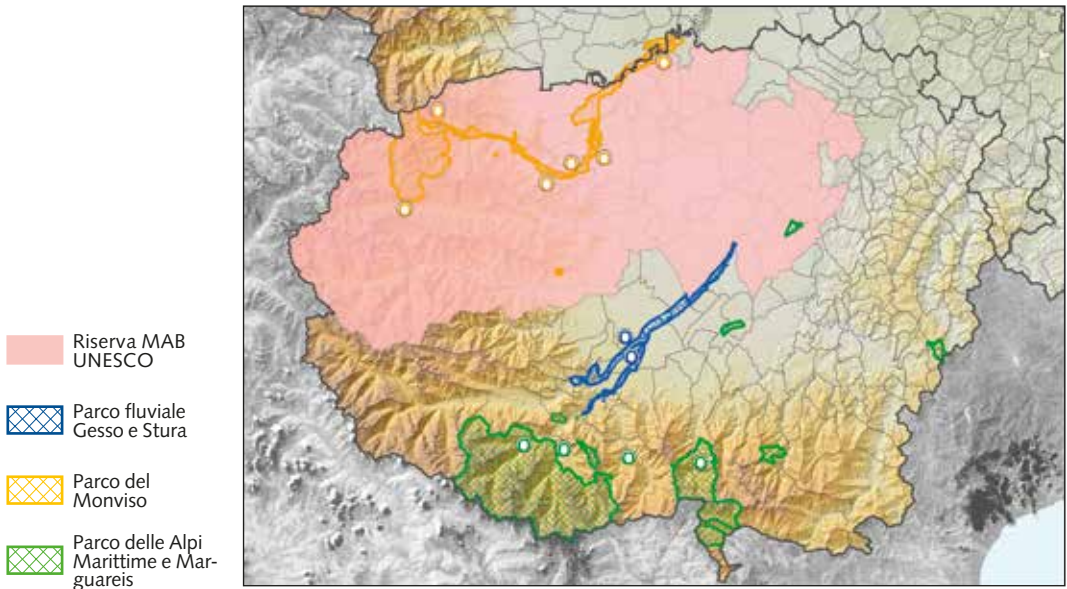 Riserva MAB
UNESCO
Parco fluviale
Gesso e Stura
Parco del
Monviso
Parco delle Alpi
Marittime e Mar-
guareis